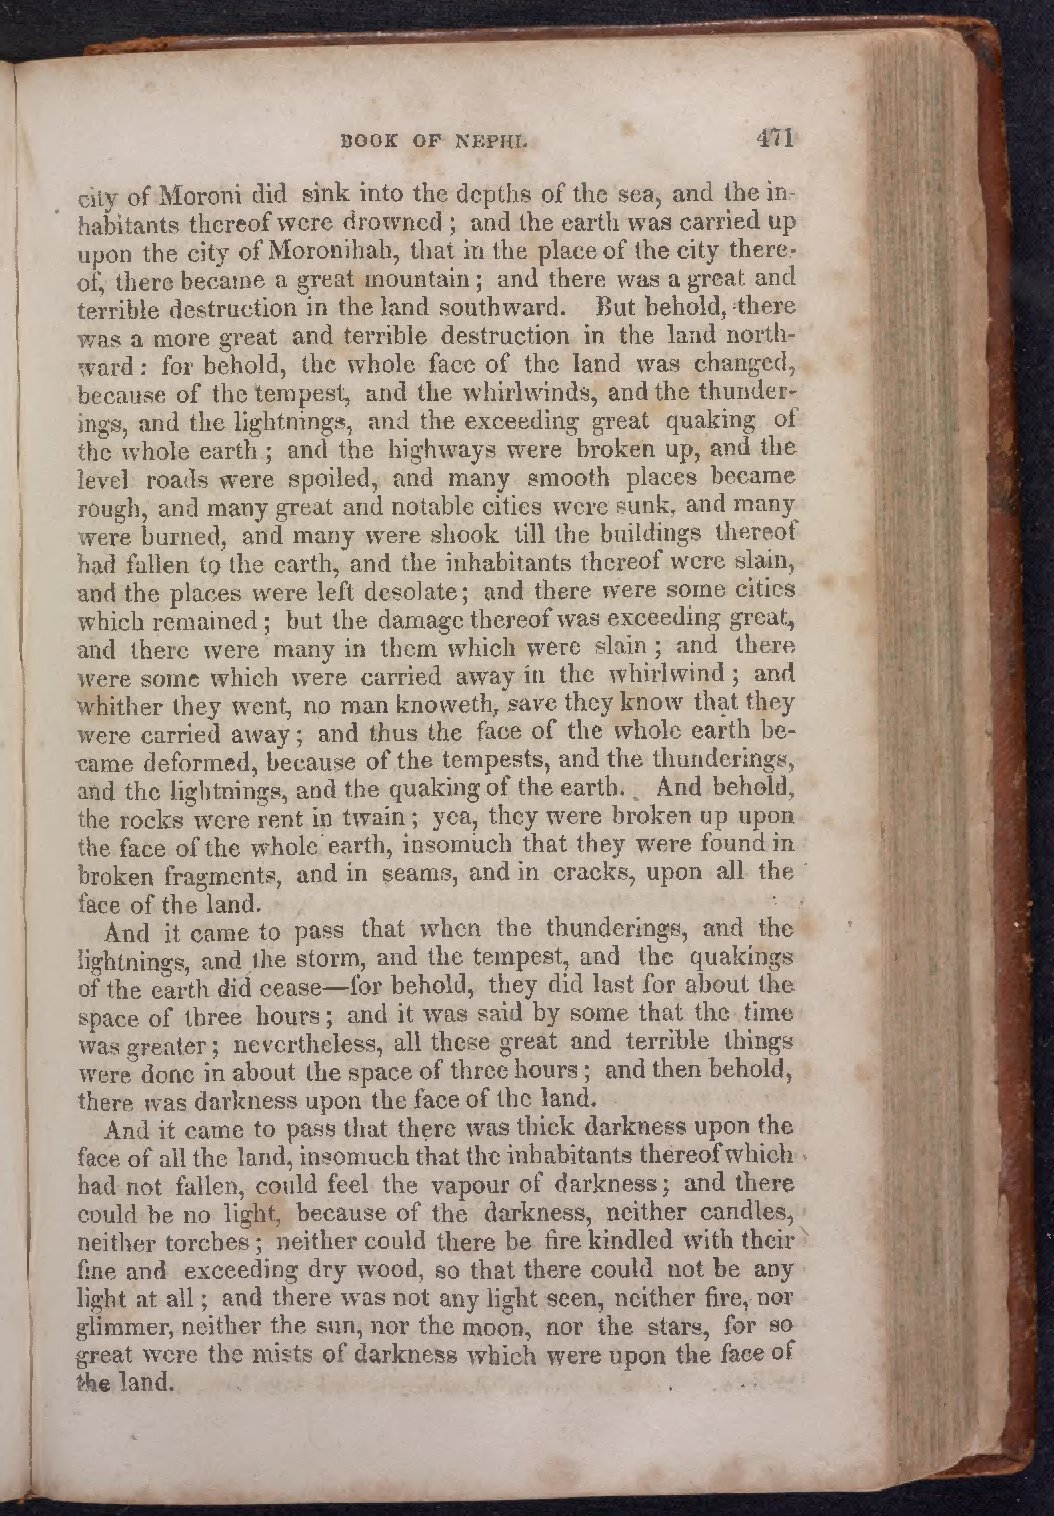 BOOK OF NEPHI. 471
city of Moroni did sink into the depths of the sea, and the in-
habitants thereof were drowned; and the earth was carried up
upon the city of Moronihah, that in the place of the city there-
of, there became a great mountain; and there was a great and
terrible destruction in the land southward. But behold, there
was a more great and terrible destruction in the land north-
ward: for behold, the whole face of the land was changed,
because of the tempest, and the whirlwinds, and the thunder-
ings, and the lightnings, and the exceeding great quaking of
the whole earth; and the highways were broken up, and the
level roads were spoiled, and many smooth places became
rough, and many great and notable cities were sunk, and many
were burned, and many were shook till the buildings thereof
had fallen to the earth, and the inhabitants thereof were slain,
and the places were left desolate; and there were some cities
which remained; but the damage thereof was exceeding great,
and there were many in them which were slain; and there
were some which were carried away in the whirlwind; and
whither they went, no man knoweth, save they know that they
were carried away; and thus the face of the whole earth be-
came deformed, because of the tempests, and the thunderings,
and the lightnings, and the quaking of the earth. And behold,
the rocks were rent in twain; yea, they were broken up upon
the face of the whole earth, insomuch that they were found in
broken fragments, and in seams, and in cracks, upon all the
face of the land.
And it came to pass that when the thunderings, and the
lightnings, and the storm, and the tempest, and the quakings
of the earth did cease—for behold, they did last for about the
space of three hours; and it was said by some that the time
was greater; nevertheless, all these great and terrible things
were done in about the space of three hours; and then behold,
there was darkness upon the face of the land.
And it came to pass that there was thick darkness upon the
face of all the land, insomuch that the inhabitants thereof which
had not fallen, could feel the vapour of darkness; and there
could be no light, because of the darkness, neither candles,
neither torches; neither could there be fire kindled with their
fine and exceeding dry wood, so that there could not be any
light at all; and there was not any light seen, neither fire, nor
glimmer, neither the sun, nor the moon, nor the stars, for so
great were the mists of darkness which were upon the face of
the land.